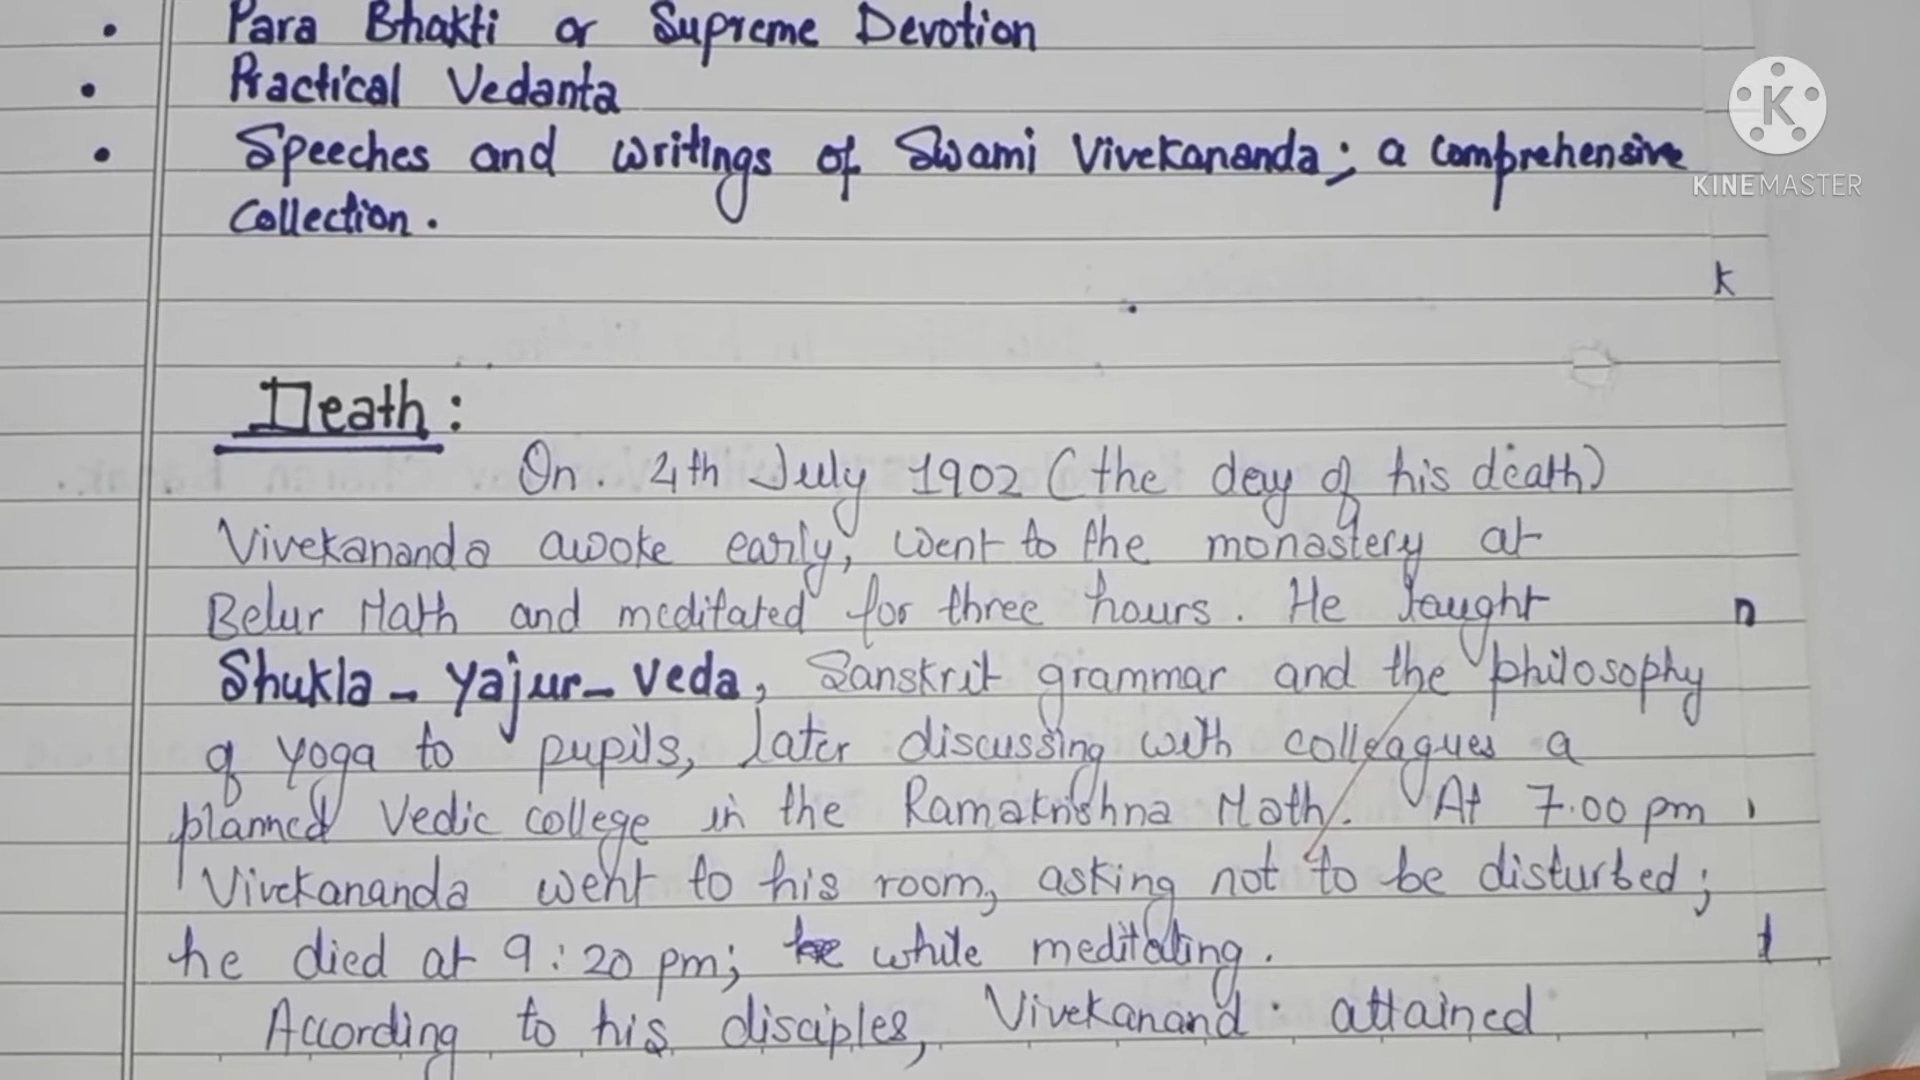 Para Bhakti or Supreme Devotion
Practical Vedanta
Speeches and writings of Swami Vivekananda; a comprehensive
Collection.
K
KINEMASTER
k
Death:
On. 4th July 1902 (the day of his death)
Vivekananda awoke early, went to the monastery at
Belur Math and meditated for three hours. He taught
n
Shukla-Yajur-Veda, Sanskrit grammar and the philosophy
of yoga to pupils, later discussing with colleagues a
planned Vedic college in the Ramakrishna Math. At 7.00 pm
Vivekananda went to his room, asking not to be disturbed;
he died at 9:20 pm; while meditating.
According to his disciples, Vivekanand attained